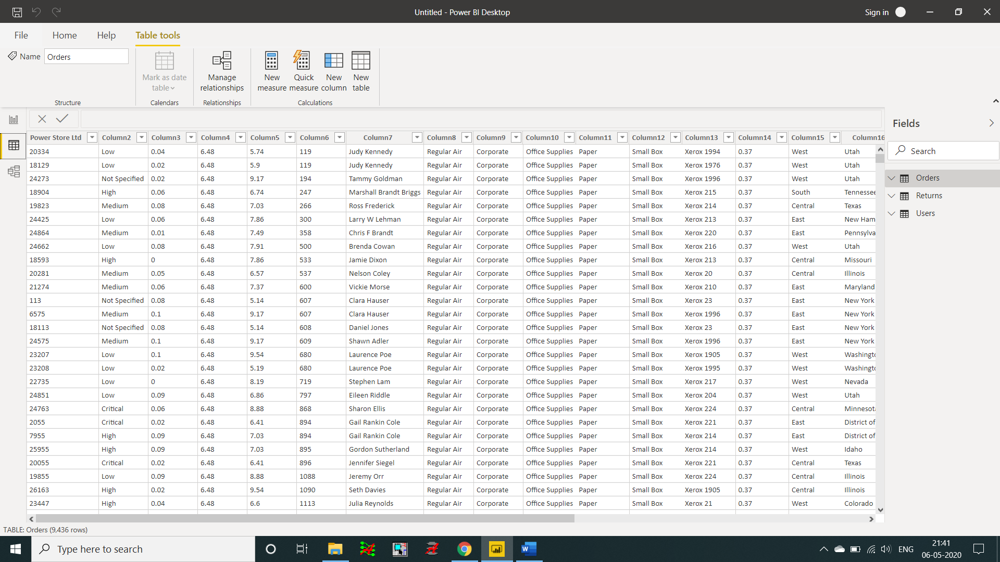 Untitled - Power BI Desktop
Sign in
File Home Help Table tools
Name Orders
Mark as date table
Manage relationships
New measure
Quick measure
New column
New table
Structure Calendars Relationships Calculations
Power Store Ltd Column2 Column3 Column4 Column5 Column6 Column7 Column8 Column9 Column10 Column11 Column12 Column13 Column14 Column15 Column16
20334 Low 0.04 6.48 5.74 119 Judy Kennedy Regular Air Corporate Office Supplies Paper Small Box Xerox 1994 0.37 West Utah
18129 Low 0.02 6.48 5.9 119 Judy Kennedy Regular Air Corporate Office Supplies Paper Small Box Xerox 1976 0.37 West Utah
24273 Not Specified 0.02 6.48 9.17 194 Tammy Goldman Regular Air Corporate Office Supplies Paper Small Box Xerox 1996 0.37 West Utah
18904 High 0.06 6.48 6.74 247 Marshall Brandt Briggs Regular Air Corporate Office Supplies Paper Small Box Xerox 215 0.37 South Tennessee
19823 Medium 0.08 6.48 7.03 266 Ross Frederick Regular Air Corporate Office Supplies Paper Small Box Xerox 214 0.37 Central Texas
24425 Low 0.06 6.48 7.86 300 Larry W Lehman Regular Air Corporate Office Supplies Paper Small Box Xerox 213 0.37 East New Ham
24864 Medium 0.01 6.48 7.49 358 Chris F Brandt Regular Air Corporate Office Supplies Paper Small Box Xerox 220 0.37 East Pennsylva
24662 Low 0.08 6.48 7.91 500 Brenda Cowan Regular Air Corporate Office Supplies Paper Small Box Xerox 216 0.37 West Utah
18593 High 0 6.48 7.86 533 Jamie Dixon Regular Air Corporate Office Supplies Paper Small Box Xerox 213 0.37 Central Missouri
20281 Medium 0.05 6.48 6.57 537 Nelson Coley Regular Air Corporate Office Supplies Paper Small Box Xerox 20 0.37 Central Illinois
21274 Medium 0.06 6.48 7.37 600 Vickie Morse Regular Air Corporate Office Supplies Paper Small Box Xerox 210 0.37 East Maryland
113 Not Specified 0.08 6.48 5.14 607 Clara Hauser Regular Air Corporate Office Supplies Paper Small Box Xerox 23 0.37 East New York
6575 Medium 0.1 6.48 9.17 607 Clara Hauser Regular Air Corporate Office Supplies Paper Small Box Xerox 1996 0.37 East New York
18113 Not Specified 0.08 6.48 5.14 608 Daniel Jones Regular Air Corporate Office Supplies Paper Small Box Xerox 23 0.37 East New York
24575 Medium 0.1 6.48 9.17 609 Shawn Adler Regular Air Corporate Office Supplies Paper Small Box Xerox 1996 0.37 East New York
23207 Low 0.1 6.48 9.54 680 Laurence Poe Regular Air Corporate Office Supplies Paper Small Box Xerox 1905 0.37 West Washingto
23208 Low 0.02 6.48 5.19 680 Laurence Poe Regular Air Corporate Office Supplies Paper Small Box Xerox 1995 0.37 West Washingto
22735 Low 0 6.48 8.19 719 Stephen Lam Regular Air Corporate Office Supplies Paper Small Box Xerox 217 0.37 West Nevada
24851 Low 0.09 6.48 6.86 797 Eileen Riddle Regular Air Corporate Office Supplies Paper Small Box Xerox 204 0.37 West Utah
24763 Critical 0.06 6.48 8.88 868 Sharon Ellis Regular Air Corporate Office Supplies Paper Small Box Xerox 224 0.37 Central Minnesot
2055 Critical 0.02 6.48 6.41 894 Gail Rankin Cole Regular Air Corporate Office Supplies Paper Small Box Xerox 221 0.37 East District of
7955 High 0.09 6.48 7.03 894 Gail Rankin Cole Regular Air Corporate Office Supplies Paper Small Box Xerox 214 0.37 East District of
25955 High 0.09 6.48 7.03 895 Gordon Sutherland Regular Air Corporate Office Supplies Paper Small Box Xerox 214 0.37 West Idaho
20055 Critical 0.02 6.48 6.41 896 Jennifer Siegel Regular Air Corporate Office Supplies Paper Small Box Xerox 221 0.37 Central Texas
19855 Low 0.09 6.48 8.88 1088 Jeremy Orr Regular Air Corporate Office Supplies Paper Small Box Xerox 224 0.37 Central Illinois
26163 High 0.02 6.48 9.54 1090 Seth Davies Regular Air Corporate Office Supplies Paper Small Box Xerox 1905 0.37 Central Illinois
23447 High 0.04 6.48 6.6 1113 Julia Reynolds Regular Air Corporate Office Supplies Paper Small Box Xerox 21 0.37 West Colorado
Fields
Search
Orders
Returns
Users
TABLE: Orders (9,436 rows)
Type here to search
ENG
21:41
06-05-2020